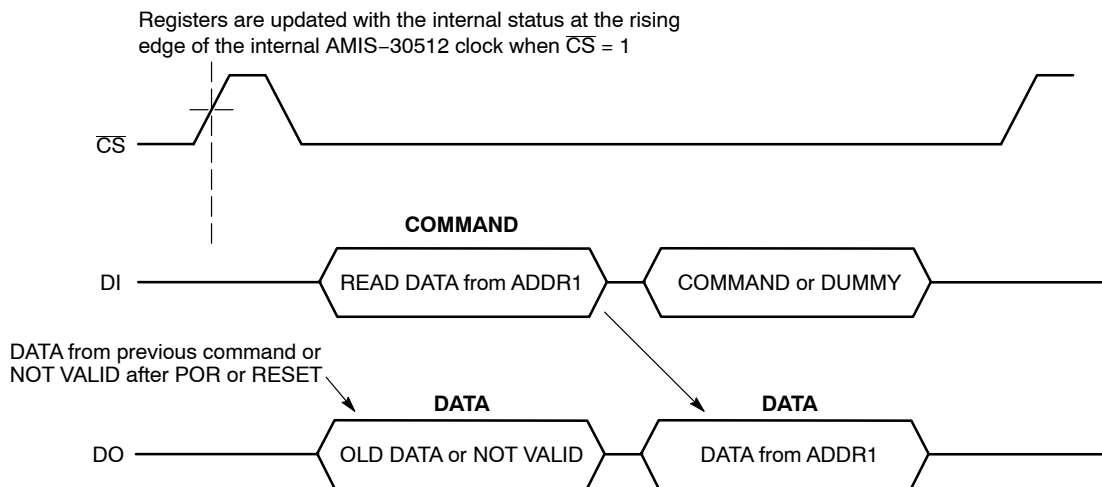 Registers are updated with the internal status at the rising
edge of the internal AMIS−30512 clock when C̅S̅ = 1
C̅S̅
COMMAND
DI
READ DATA from ADDR1
COMMAND or DUMMY
DATA from previous command or
NOT VALID after POR or RESET
DATA
DATA
DO
OLD DATA or NOT VALID
DATA from ADDR1